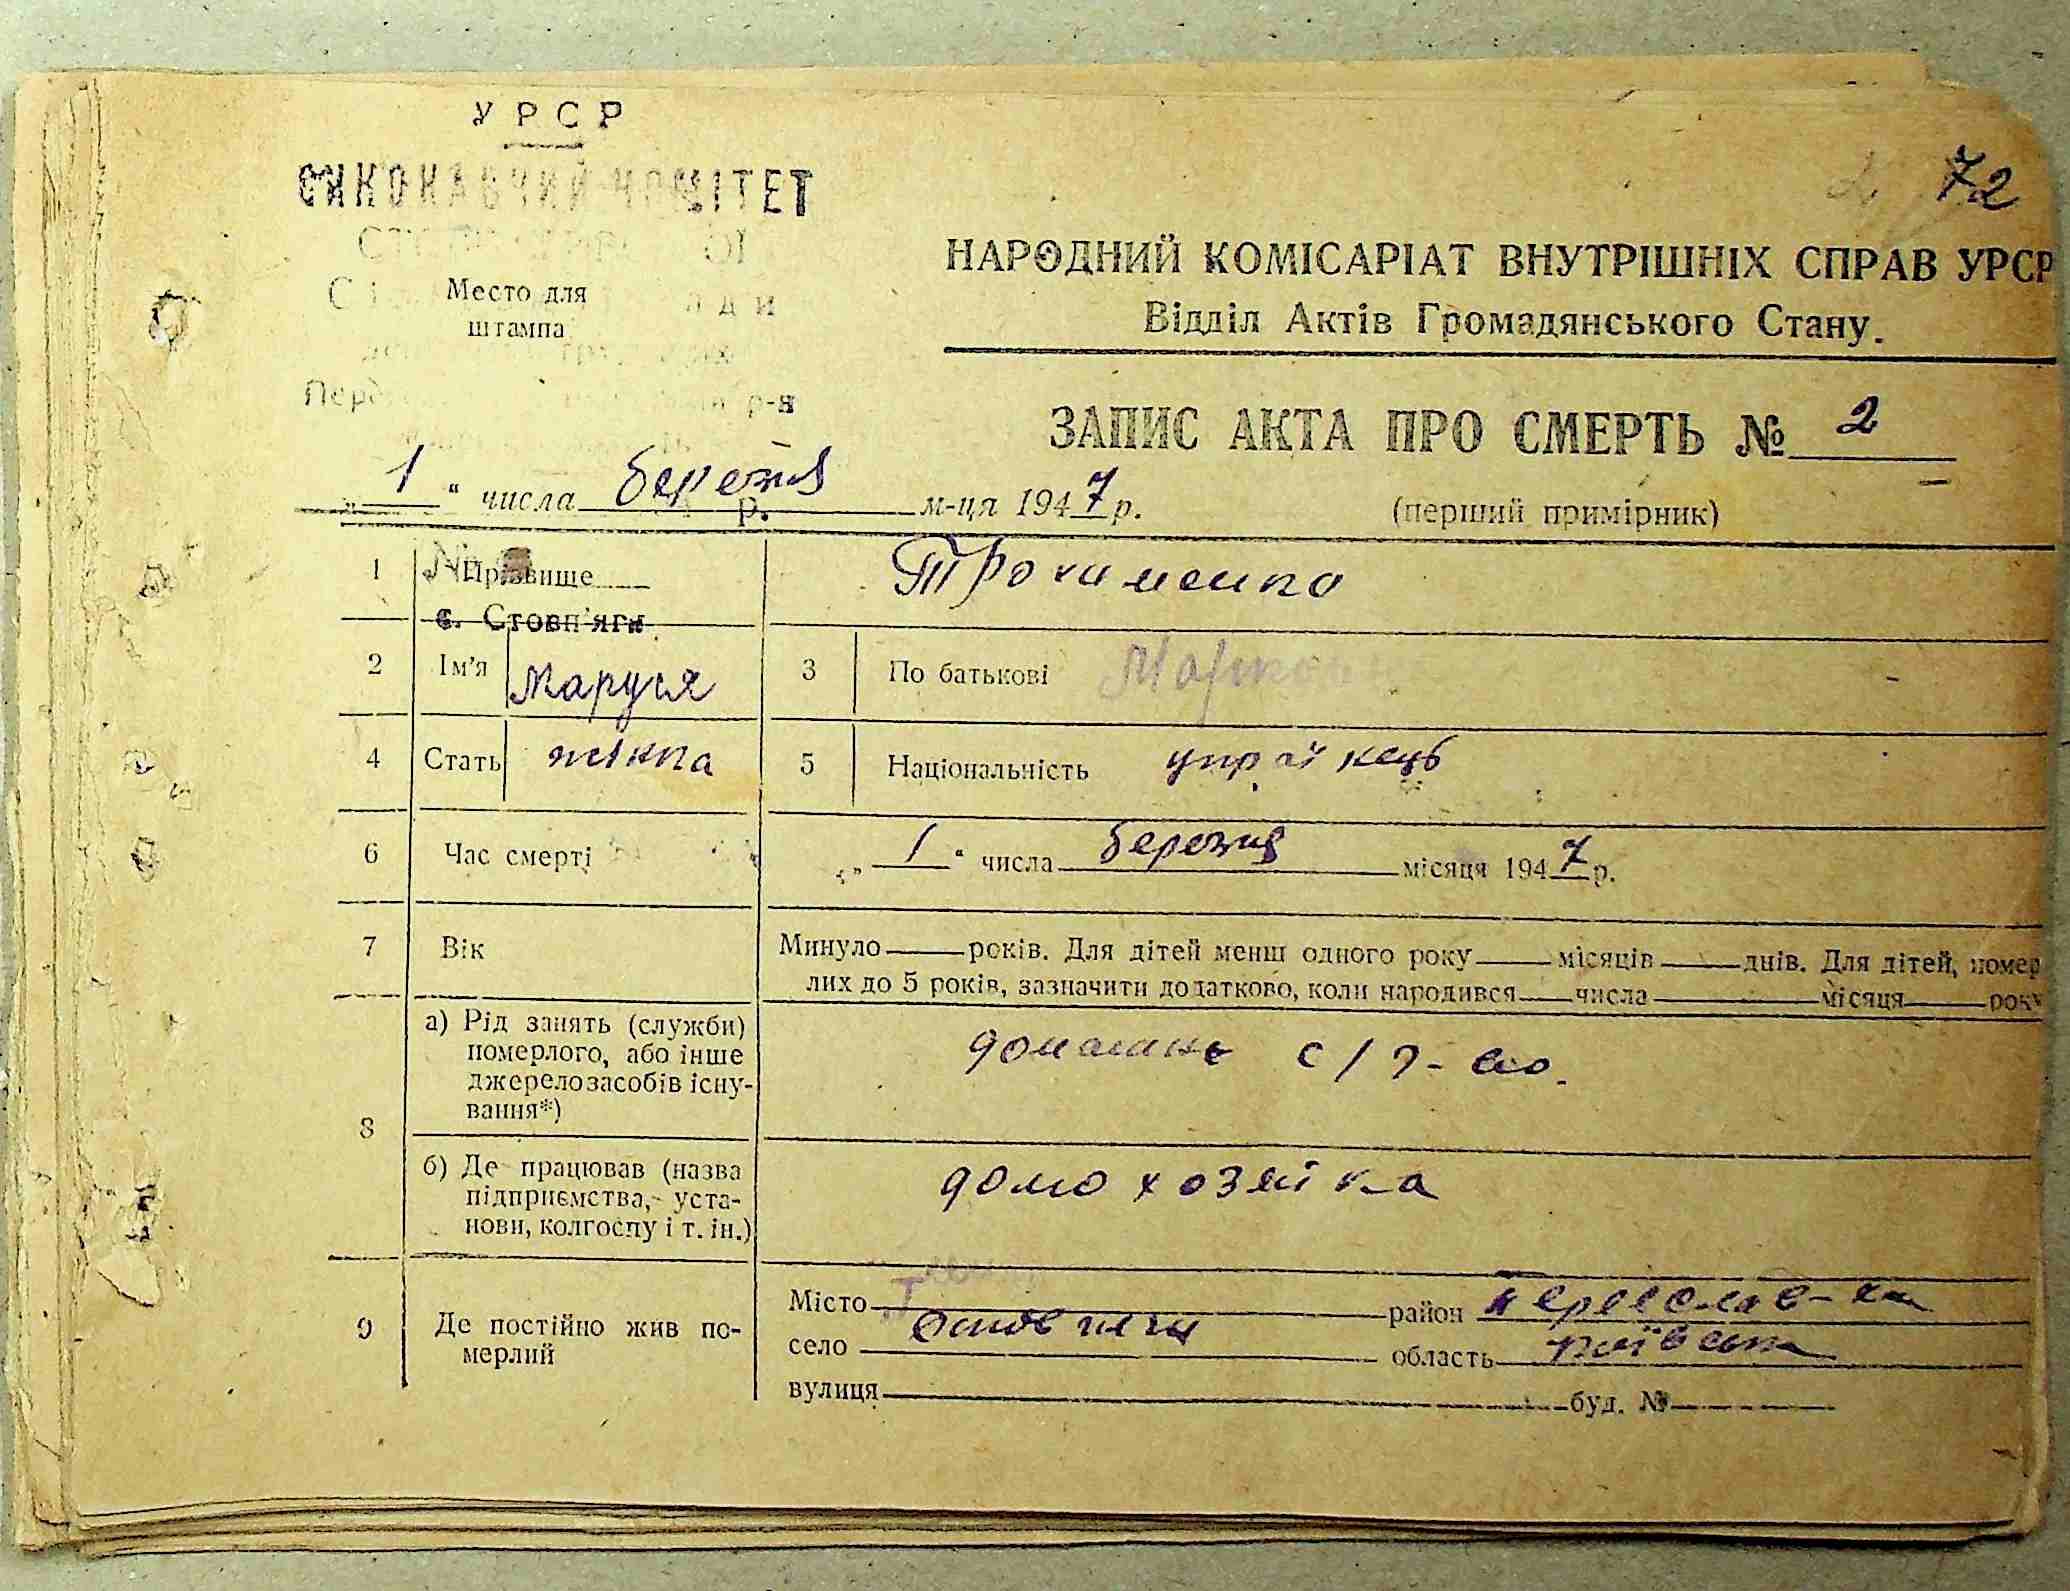 УРСР
ВИКОНАВЧИЙ КОМІТЕТ
72
НАРОДНИЙ КОМІСАРІАТ ВНУТРІШНІХ СПРАВ УРСР
Відділ Актів Громадянського Стану.
Место для
штампа
р-я
ЗАПИС АКТА ПРО СМЕРТЬ № 2
„1“ числа березня м-ця 1947 р.
(перший примірник)
р.
1 Прізвище Трохименко
с. Стовп'яги
2 Ім'я Маруся 3 По батькові
4 Стать жінка 5 Національність українець
6 Час смерті „1“ числа березня місяця 1947 р.
7 Вік Минуло років. Для дітей менш одного року місяців днів. Для дітей, помер
лих до 5 років, зазначити додатково, коли народився числа місяця року
8 а) Рід занять (служби)
померлого, або інше
джерело засобів існу-
вання*)
домашнє с/г-во.
б) Де працював (назва
підприємства, уста-
нови, колгоспу і т. ін.)
домохозяйка
9 Де постійно жив по-
мерлий
Місто район Переяслав-
село Стовпяги область Київська
вулиця буд. №